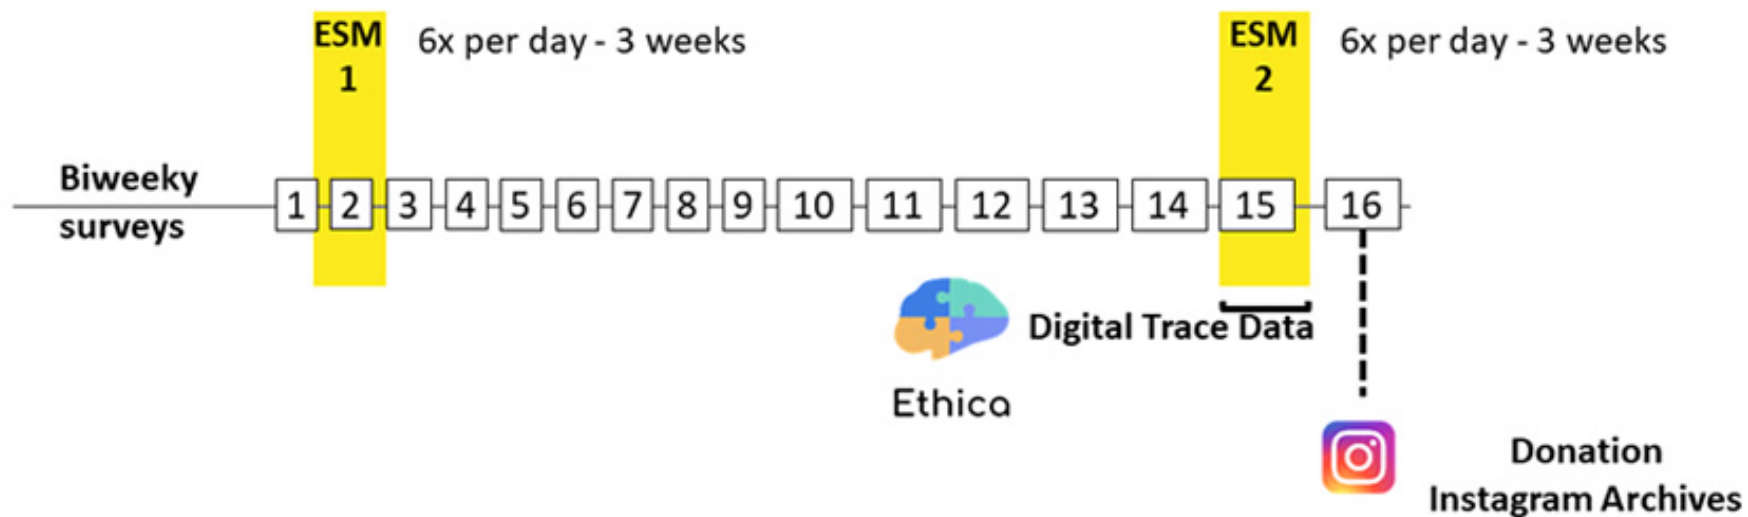 ESM
1
6x per day - 3 weeks
ESM
2
6x per day - 3 weeks
Biweeky
surveys
1 2 3 4 5 6 7 8 9 10 11 12 13 14 15 16
Digital Trace Data
Ethica
Donation
Instagram Archives